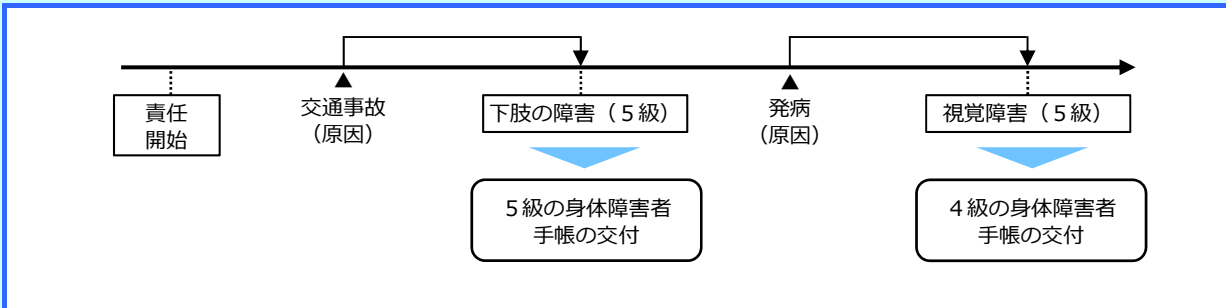 責任
開始
交通事故
（原因）
下肢の障害（５級）
発病
（原因）
視覚障害（５級）
５級の身体障害者
手帳の交付
４級の身体障害者
手帳の交付